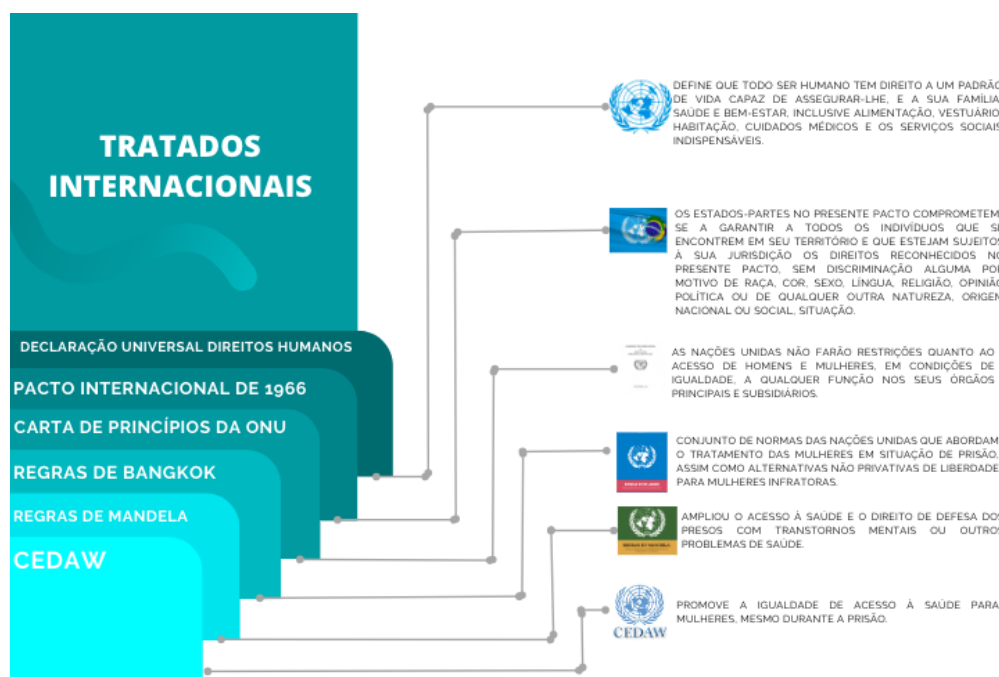 TRATADOS
INTERNACIONAIS
DECLARAÇÃO UNIVERSAL DIREITOS HUMANOS
PACTO INTERNACIONAL DE 1966
CARTA DE PRINCÍPIOS DA ONU
REGRAS DE BANGKOK
REGRAS DE MANDELA
CEDAW
DEFINE QUE TODO SER HUMANO TEM DIREITO A UM PADRÃO
DE VIDA CAPAZ DE ASSEGURAR-LHE, E A SUA FAMÍLIA
SAÚDE E BEM-ESTAR, INCLUSIVE ALIMENTAÇÃO, VESTUÁRIO
HABITAÇÃO, CUIDADOS MÉDICOS E OS SERVIÇOS SOCIAIS
INDISPENSÁVEIS.
OS ESTADOS-PARTES NO PRESENTE PACTO COMPROMETEM
SE A GARANTIR A TODOS OS INDIVÍDUOS QUE SE
ENCONTREM EM SEU TERRITÓRIO E QUE ESTEJAM SUJEITOS
À SUA JURISDIÇÃO OS DIREITOS RECONHECIDOS NO
PRESENTE PACTO, SEM DISCRIMINAÇÃO ALGUMA POR
MOTIVO DE RAÇA, COR, SEXO, LÍNGUA, RELIGIÃO, OPINIÃO
POLÍTICA OU DE QUALQUER OUTRA NATUREZA, ORIGEM
NACIONAL OU SOCIAL, SITUAÇÃO.
AS NAÇÕES UNIDAS NÃO FARÃO RESTRIÇÕES QUANTO AO
ACESSO DE HOMENS E MULHERES, EM CONDIÇÕES DE
IGUALDADE, A QUALQUER FUNÇÃO NOS SEUS ÓRGÃOS
PRINCIPAIS E SUBSIDIÁRIOS.
CONJUNTO DE NORMAS DAS NAÇÕES UNIDAS QUE ABORDAM
O TRATAMENTO DAS MULHERES EM SITUAÇÃO DE PRISÃO,
ASSIM COMO ALTERNATIVAS NÃO PRIVATIVAS DE LIBERDADE
PARA MULHERES INFRATORAS.
REGRAS DE MANDELA
AMPLIOU O ACESSO À SAÚDE E O DIREITO DE DEFESA DOS
PRESOS COM TRANSTORNOS MENTAIS OU OUTROS
PROBLEMAS DE SAÚDE.
CEDAW
PROMOVE A IGUALDADE DE ACESSO À SAÚDE PARA
MULHERES, MESMO DURANTE A PRISÃO.